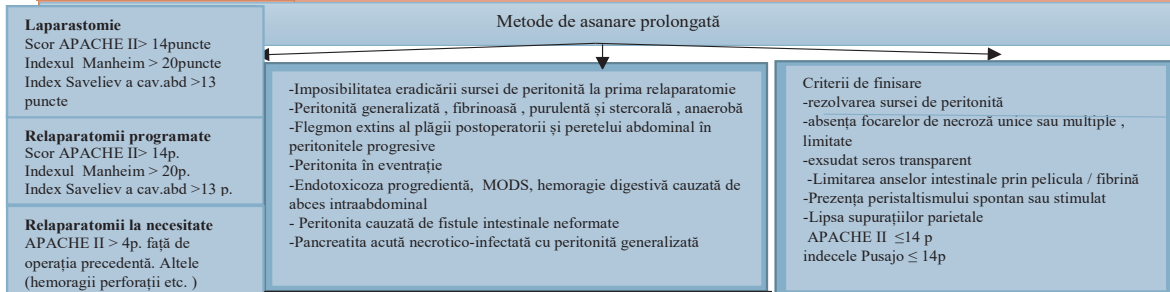 Metode de asanare prolongată
Laparastomie
Scor APACHE II> 14puncte
Indexul Manheim > 20puncte
Index Saveliev a cav.abd >13
puncte
Relaparatomii programate
Scor APACHE II> 14p.
Indexul Manheim > 20p.
Index Saveliev a cav.abd >13 p.
Relaparatomii la necesitate
APACHE II > 4p. față de
operația precedentă. Altele
(hemoragii perforații etc. )
-Imposibilitatea eradicării sursei de peritonită la prima relaparatomie
-Peritonită generalizată , fibrinoasă , purulentă și stercorală , anaerobă
-Flegmon extins al plăgii postoperatorii și peretelui abdominal în
peritonitele progresive
-Peritonita în eventrație
-Endotoxicoza progredientă, MODS, hemoragie digestivă cauzată de
abces intraabdominal
- Peritonita cauzată de fistule intestinale neformate
-Pancreatita acută necrotico-infectată cu peritonită generalizată
Criterii de finisare
-rezolvarea sursei de peritonită
-absența focarelor de necroză unice sau multiple ,
limitate
-exsudat seros transparent
-Limitarea anselor intestinale prin pelicula / fibrină
-Prezența peristaltismului spontan sau stimulat
-Lipsa supurațiilor parietale
APACHE II ≤14 p
indecele Pusajo ≤ 14p